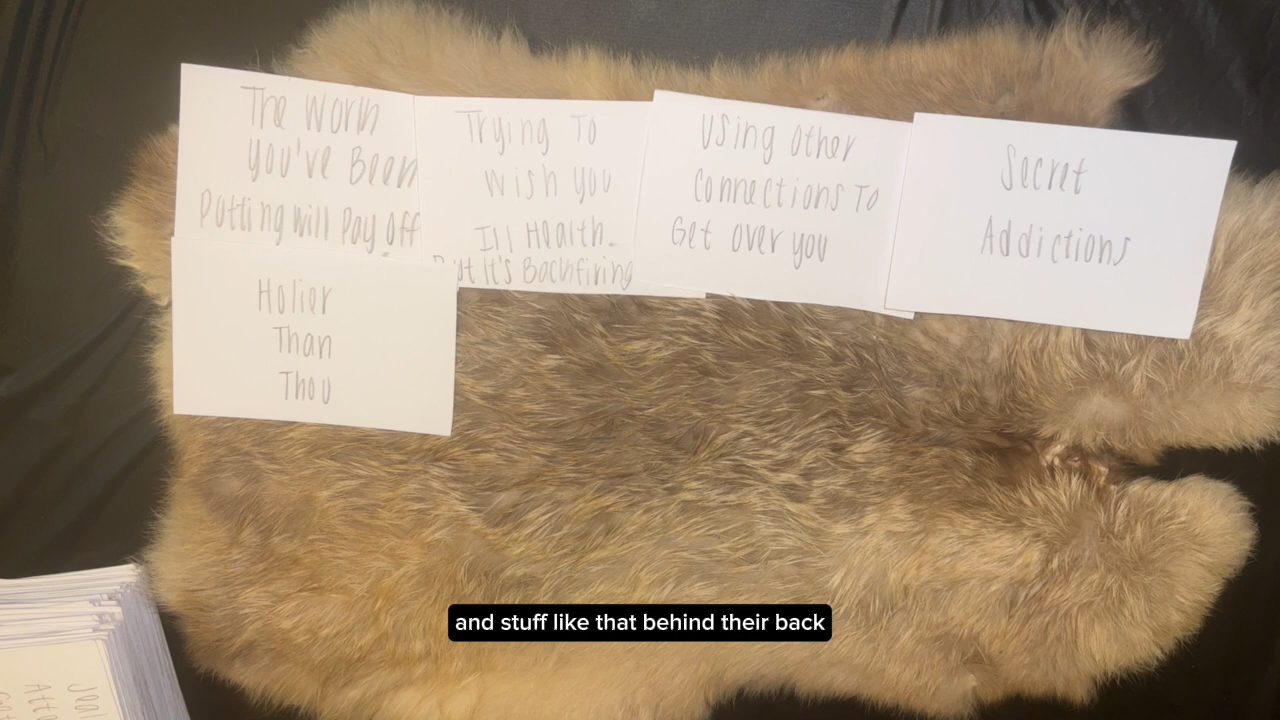 The Work
You've Been
Putting Will Pay Off
Trying To
Wish You
Ill Health.
But It's Backfiring
Using Other
Connections To
Get Over You
Secret
Addictions
Holier
Than
Thou
and stuff like that behind their back